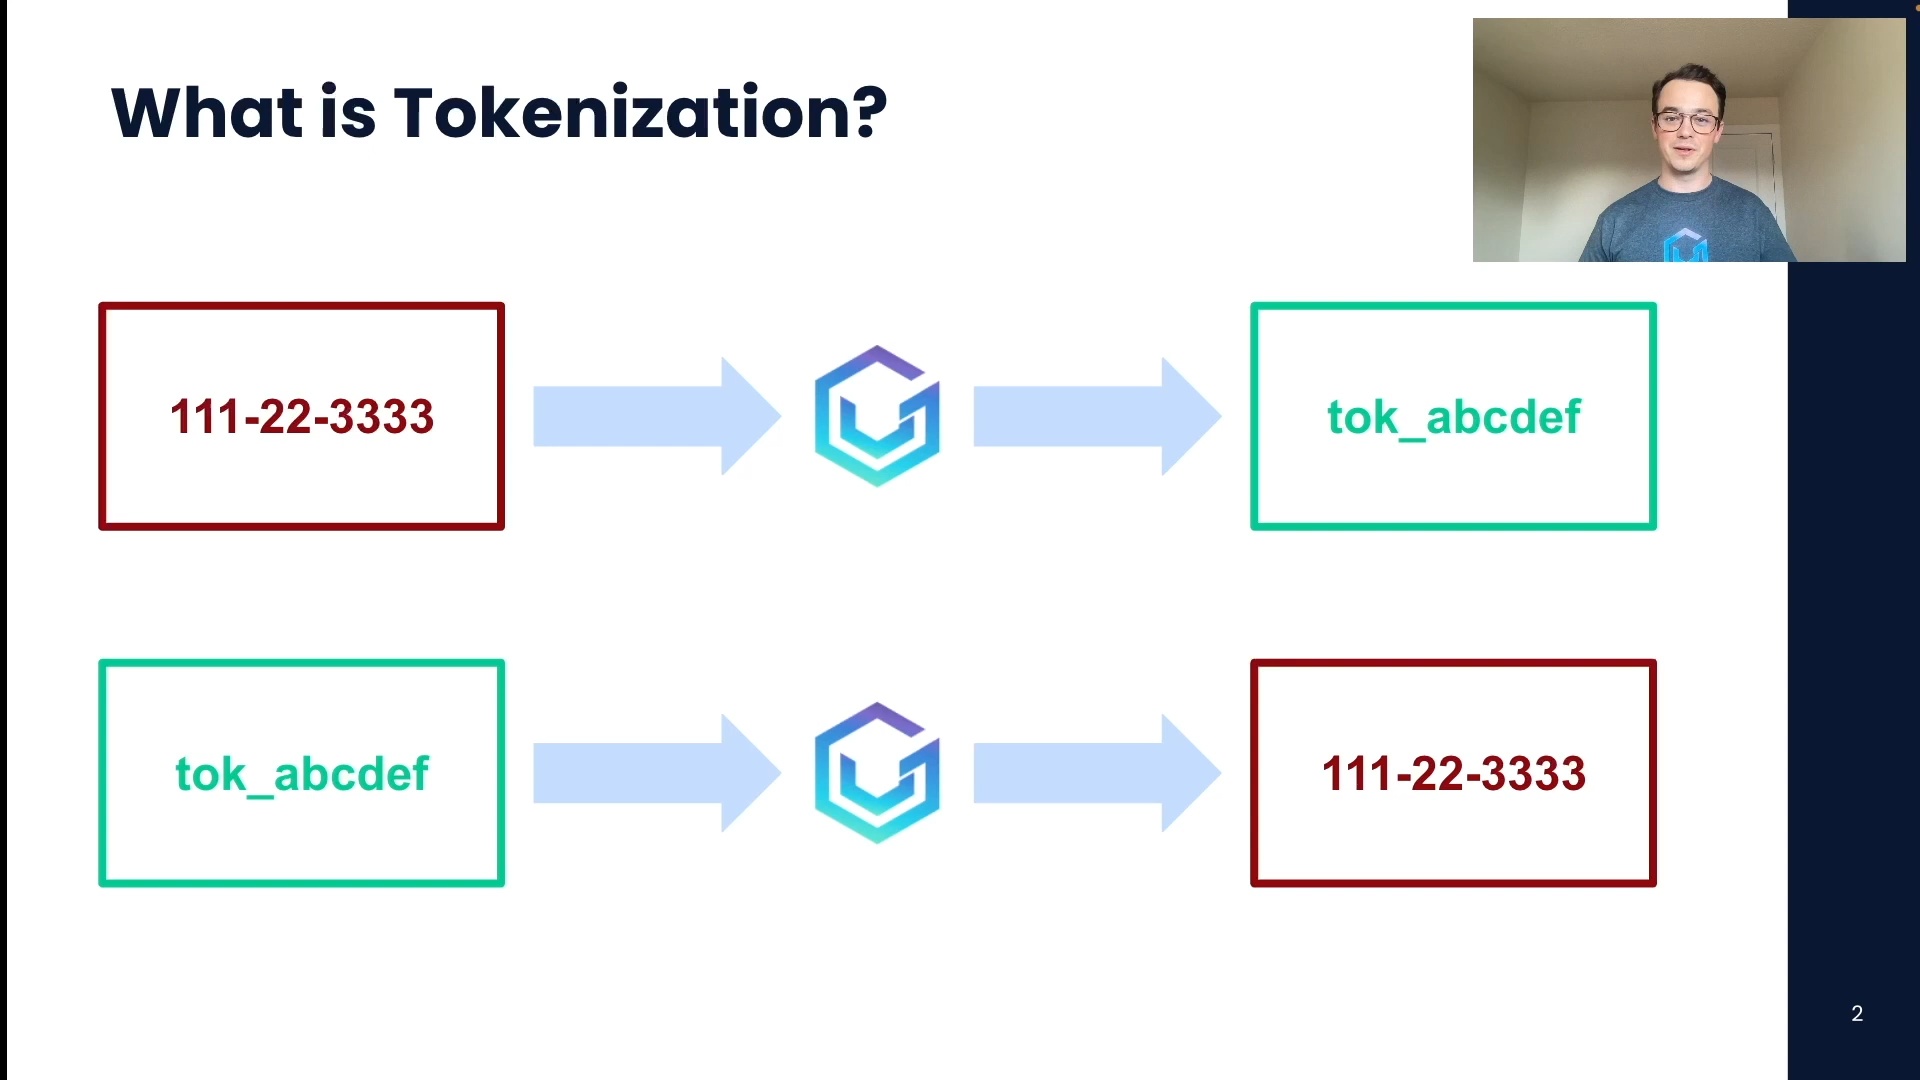 What is Tokenization?
111-22-3333
tok_abcdef
tok_abcdef
111-22-3333
2